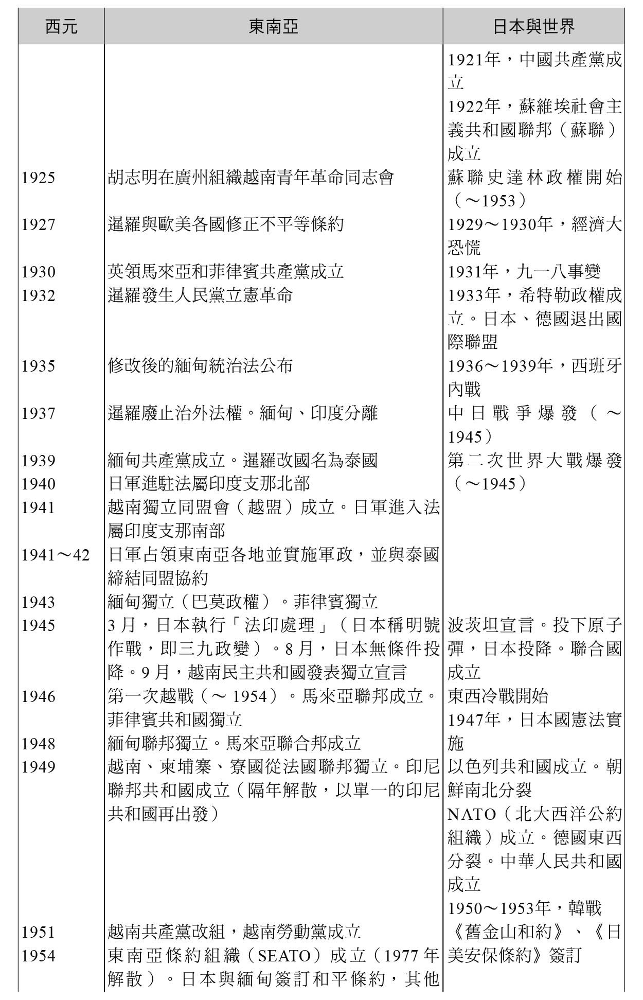 西元 東南亞 日本與世界
1921年，中國共產黨成
立
1922年，蘇維埃社會主
義共和國聯邦（蘇聯）
成立
1925 胡志明在廣州組織越南青年革命同志會 蘇聯史達林政權開始
（～1953）
1927 暹羅與歐美各國修正不平等條約 1929～1930年，經濟大
恐慌
1930 英領馬來亞和菲律賓共產黨成立 1931年，九一八事變
1932 暹羅發生人民黨立憲革命 1933年，希特勒政權成
立。日本、德國退出國
際聯盟
1935 修改後的緬甸統治法公布 1936～1939年，西班牙
內戰
1937 暹羅廢止治外法權。緬甸、印度分離 中日戰爭爆發（～
1945）
1939 緬甸共產黨成立。暹羅改國名為泰國 第二次世界大戰爆發
1940 日軍進駐法屬印度支那北部 （～1945）
1941 越南獨立同盟會（越盟）成立。日軍進入法
屬印度支那南部
1941～42 日軍占領東南亞各地並實施軍政，並與泰國
締結同盟協約
1943 緬甸獨立（巴莫政權）。菲律賓獨立
1945 3 月，日本執行「法印處理」（日本稱明號 波茨坦宣言。投下原子
作戰，即三九政變）。8 月，日本無條件投 彈，日本投降。聯合國
降。9 月，越南民主共和國發表獨立宣言 成立
1946 第一次越戰（～ 1954）。馬來亞聯邦成立。 東西冷戰開始
菲律賓共和國獨立 1947年，日本國憲法實
1948 緬甸聯邦獨立。馬來亞聯合邦成立 施
1949 越南、柬埔寨、寮國從法國聯邦獨立。印尼 以色列共和國成立。朝
聯邦共和國成立（隔年解散，以單一的印尼 鮮南北分裂
共和國再出發） NATO（北大西洋公約
組織）成立。德國東西
分裂。中華人民共和國
成立
1950～1953年，韓戰
1951 越南共產黨改組，越南勞動黨成立 《舊金山和約》、《日
1954 東南亞條約組織（SEATO）成立（1977 年 美安保條約》簽訂
解散）。日本與緬甸簽訂和平條約，其他